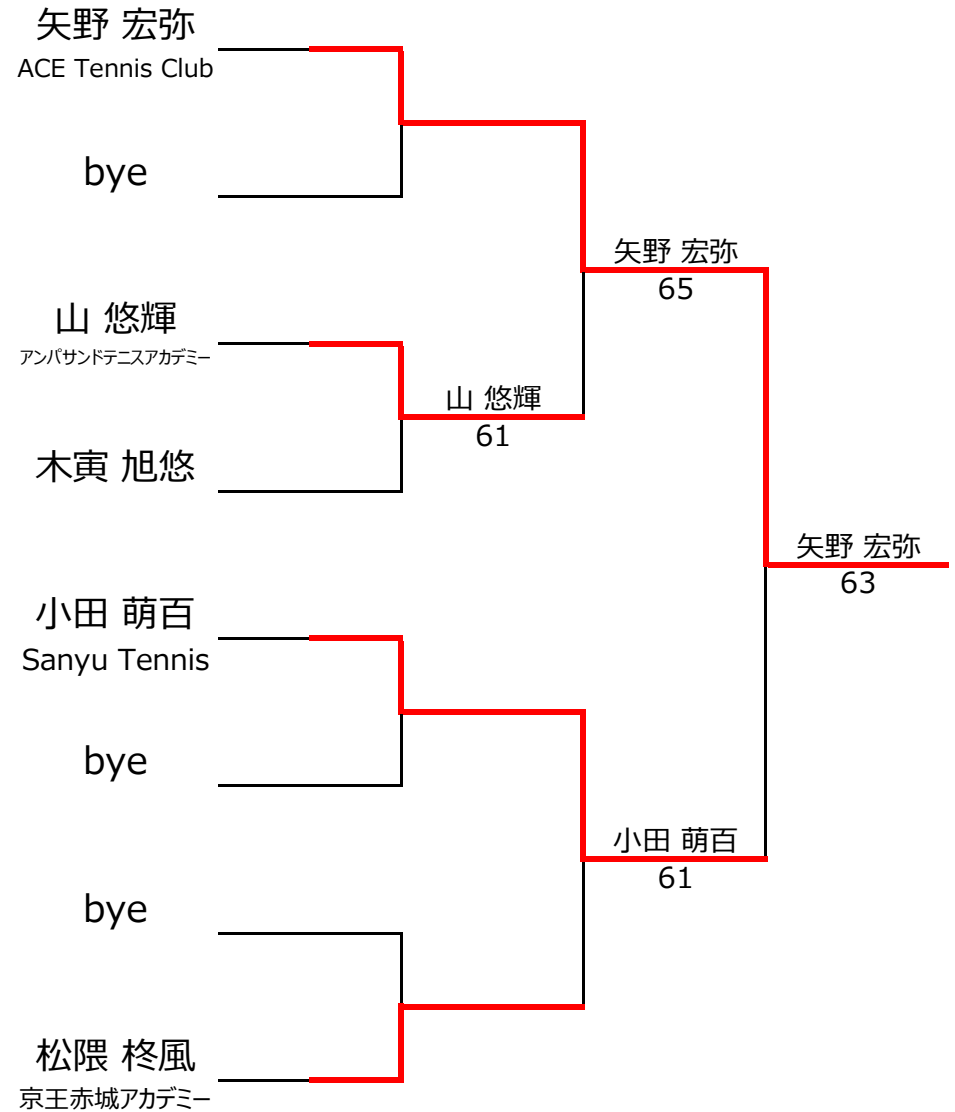 矢野 宏弥
ACE Tennis Club
bye
矢野 宏弥
65
山 悠輝
アンパサンドテニスアカデミー
山 悠輝
61
木寅 旭悠
矢野 宏弥
63
小田 萌百
Sanyu Tennis
bye
小田 萌百
61
bye
松隈 柊風
京王赤城アカデミー